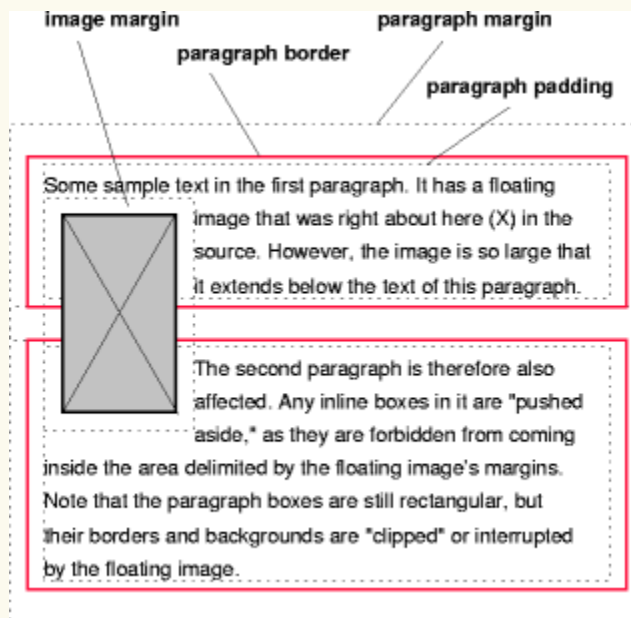 image margin
paragraph margin
paragraph border
paragraph padding
Some sample text in the first paragraph. It has a floating
image that was right about here (X) in the
source. However, the image is so large that
it extends below the text of this paragraph.
The second paragraph is therefore also
affected. Any inline boxes in it are "pushed
aside," as they are forbidden from coming
inside the area delimited by the floating image's margins.
Note that the paragraph boxes are still rectangular, but
their borders and backgrounds are "clipped" or interrupted
by the floating image.